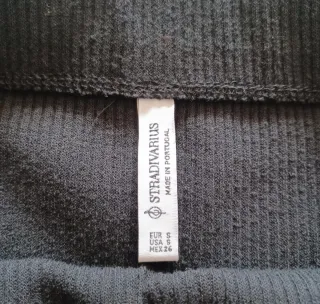 STRADIVARIUS
MADE IN PORTUGAL
EUR S
USA S
MEX 26